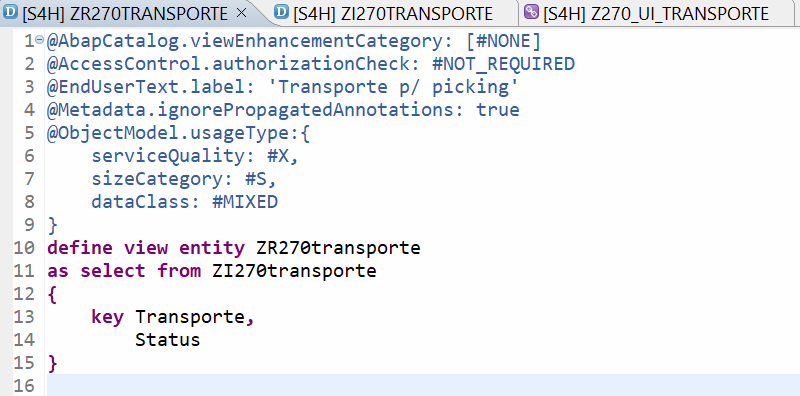 [S4H] ZR270TRANSPORTE [S4H] ZI270TRANSPORTE [S4H] Z270_UI_TRANSPORTE
1 @AbapCatalog.viewEnhancementCategory: [#NONE]
2 @AccessControl.authorizationCheck: #NOT_REQUIRED
3 @EndUserText.label: 'Transporte p/ picking'
4 @Metadata.ignorePropagatedAnnotations: true
5 @ObjectModel.usageType:{
6     serviceQuality: #X,
7     sizeCategory: #S,
8     dataClass: #MIXED
9 }
10 define view entity ZR270transporte
11 as select from ZI270transporte
12 {
13     key Transporte,
14         Status
15 }
16